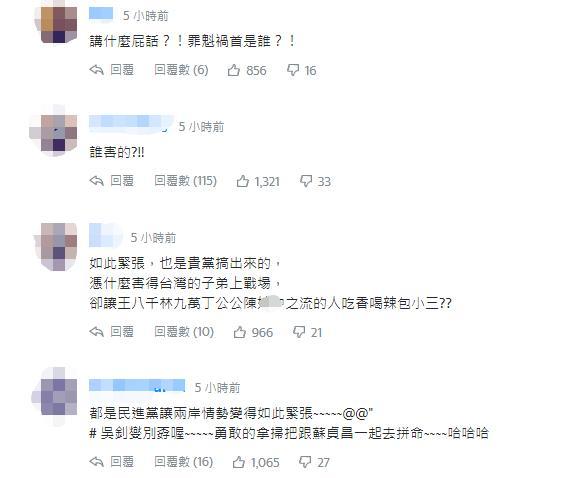 5 小時前
講什麼屁話？！罪魁禍首是誰？！
回覆 回覆數 (6) 856 16
5 小時前
誰害的?!!
回覆 回覆數 (115) 1,321 33
5 小時前
如此緊張，也是貴黨搞出來的，
憑什麼害得台灣的子弟上戰場，
卻讓王八千林九萬丁公公陳 之流的人吃香喝辣包小三??
回覆 回覆數 (10) 966 21
5 小時前
都是民進黨讓兩岸情勢變得如此緊張~~~~~@@"
# 吳釗燮別孬喔~~~~~勇敢的拿掃把跟蘇貞昌一起去拼命~~~~哈哈哈
回覆 回覆數 (16) 1,065 27